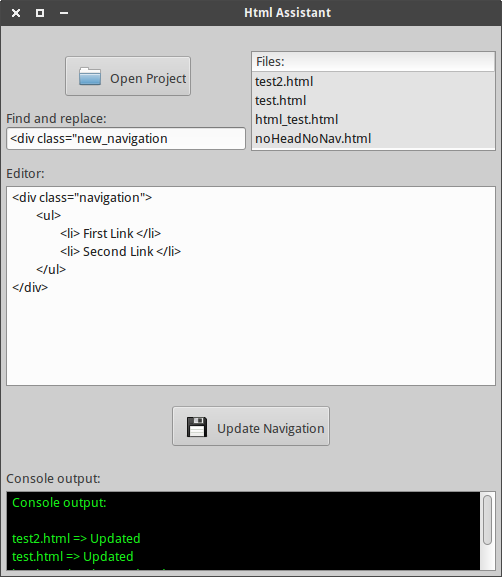 Html Assistant
Open Project
Files:
test2.html
test.html
html_test.html
noHeadNoNav.html
Find and replace:
<div class="new_navigation
Editor:
<div class="navigation">
<ul>
<li> First Link </li>
<li> Second Link </li>
</ul>
</div>
Update Navigation
Console output:
Console output:
test2.html => Updated
test.html => Updated